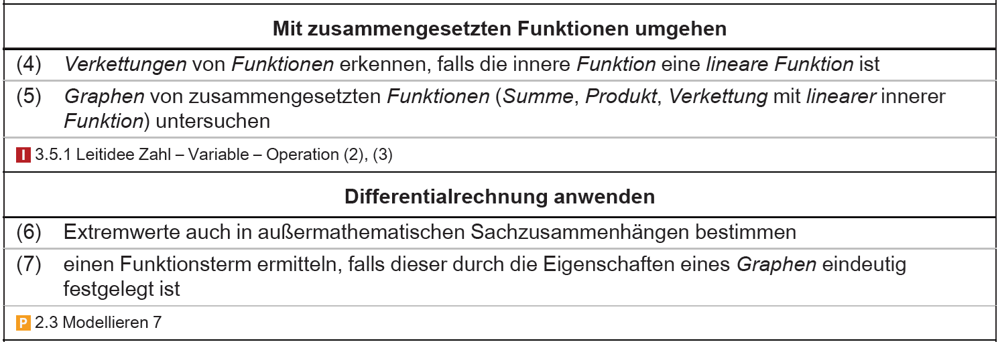 Mit zusammengesetzten Funktionen umgehen
(4) Verkettungen von Funktionen erkennen, falls die innere Funktion eine lineare Funktion ist
(5) Graphen von zusammengesetzten Funktionen (Summe, Produkt, Verkettung mit linearer innerer
Funktion) untersuchen
I 3.5.1 Leitidee Zahl – Variable – Operation (2), (3)
Differentialrechnung anwenden
(6) Extremwerte auch in außermathematischen Sachzusammenhängen bestimmen
(7) einen Funktionsterm ermitteln, falls dieser durch die Eigenschaften eines Graphen eindeutig
festgelegt ist
P 2.3 Modellieren 7